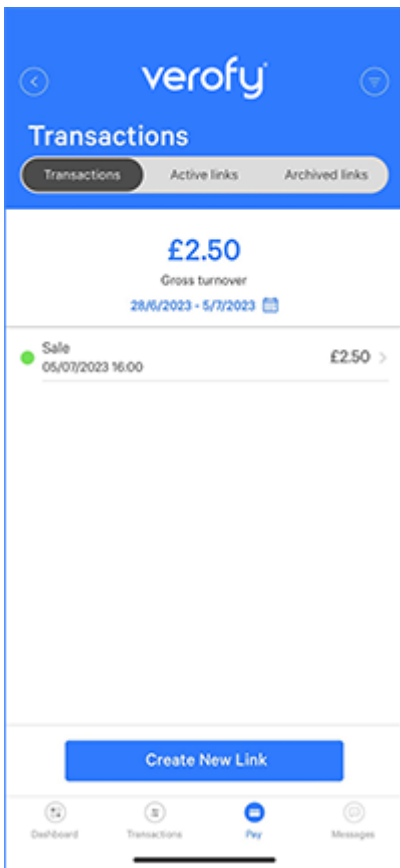 verofy
Transactions
Transactions Active links Archived links
£2.50
Gross turnover
28/6/2023 - 5/7/2023
Sale
05/07/2023 16:00
£2.50
Create New Link
Dashboard Transactions Pay Messages